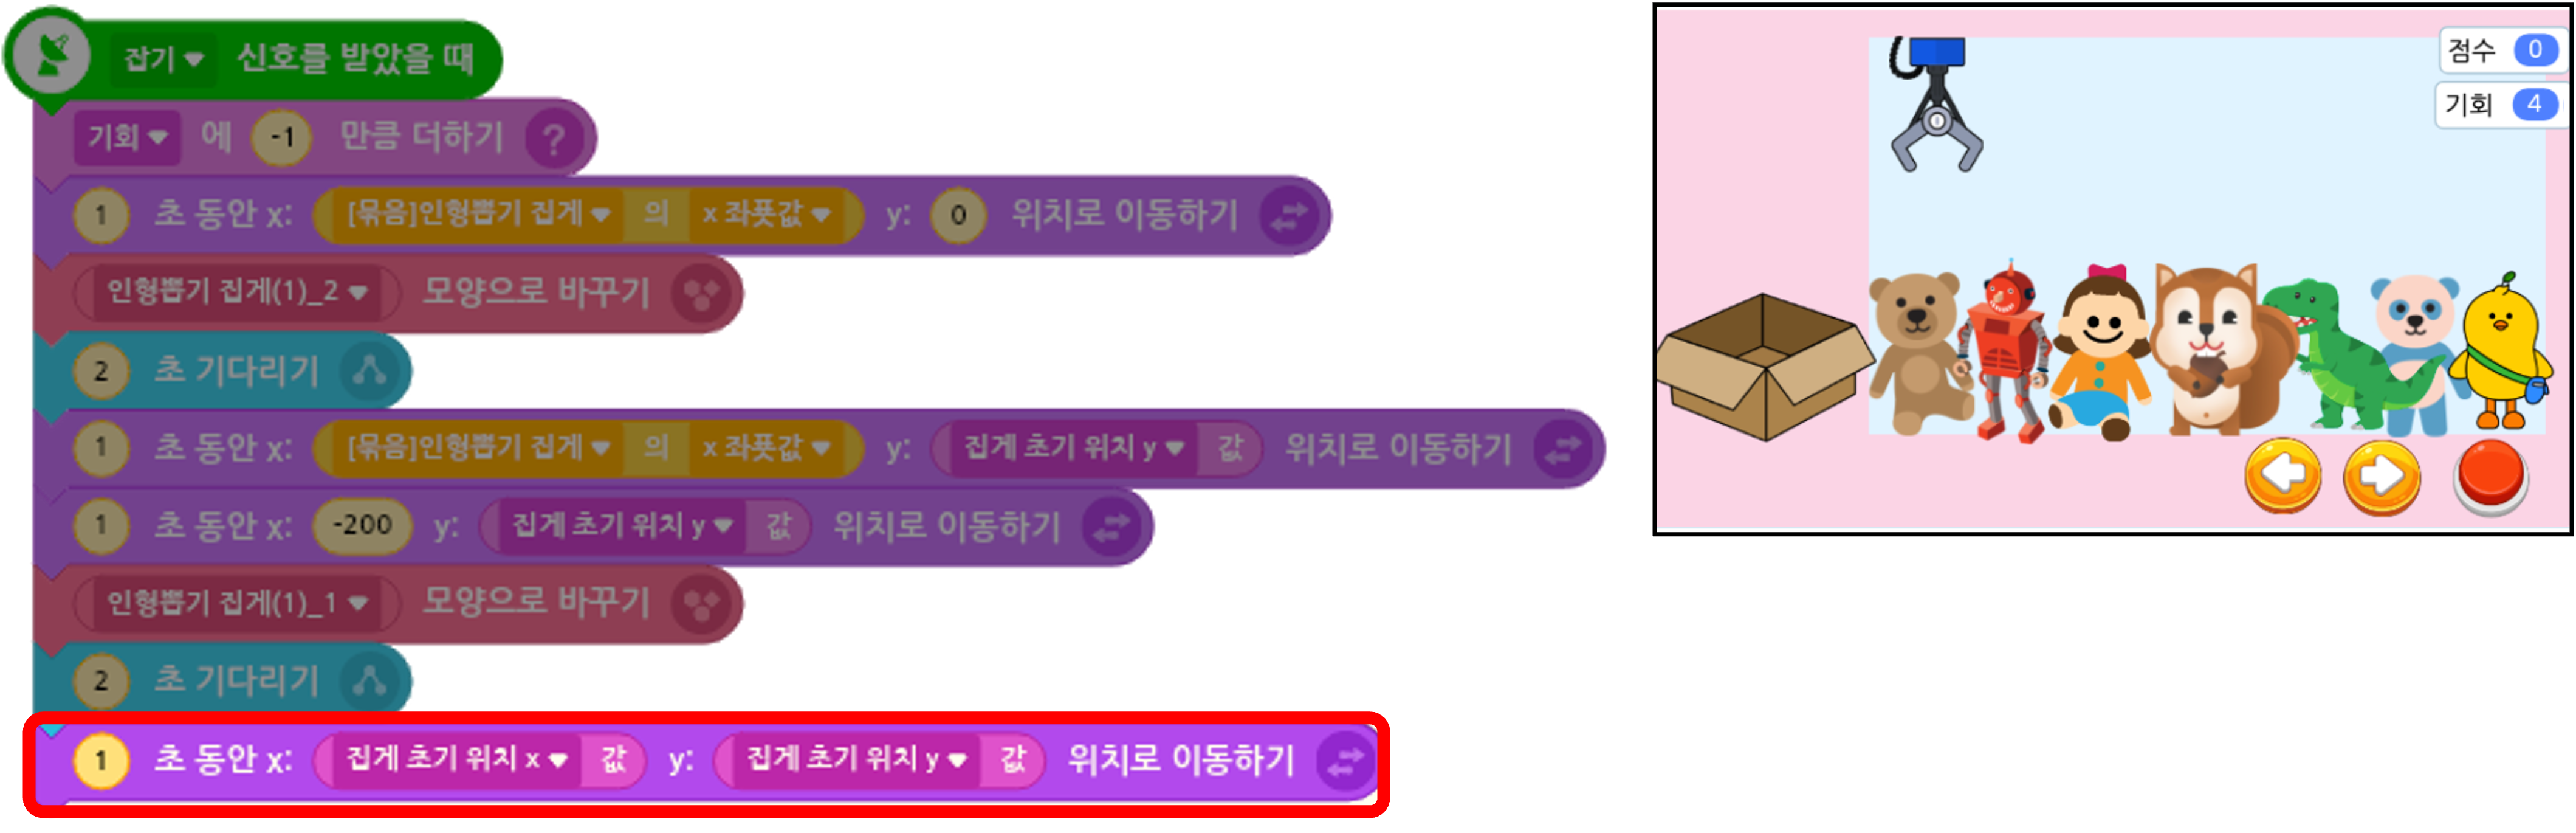 잡기 신호를 받았을 때
기회 에 -1 만큼 더하기 ?
1 초 동안 x: [묶음]인형뽑기 집게 의 x 좌푯값 y: 0 위치로 이동하기
인형뽑기 집게(1)_2 모양으로 바꾸기
2 초 기다리기
1 초 동안 x: [묶음]인형뽑기 집게 의 x 좌푯값 y: 집게 초기 위치 y 값 위치로 이동하기
1 초 동안 x: -200 y: 집게 초기 위치 y 값 위치로 이동하기
인형뽑기 집게(1)_1 모양으로 바꾸기
2 초 기다리기
1 초 동안 x: 집게 초기 위치 x 값 y: 집게 초기 위치 y 값 위치로 이동하기
점수 0
기회 4